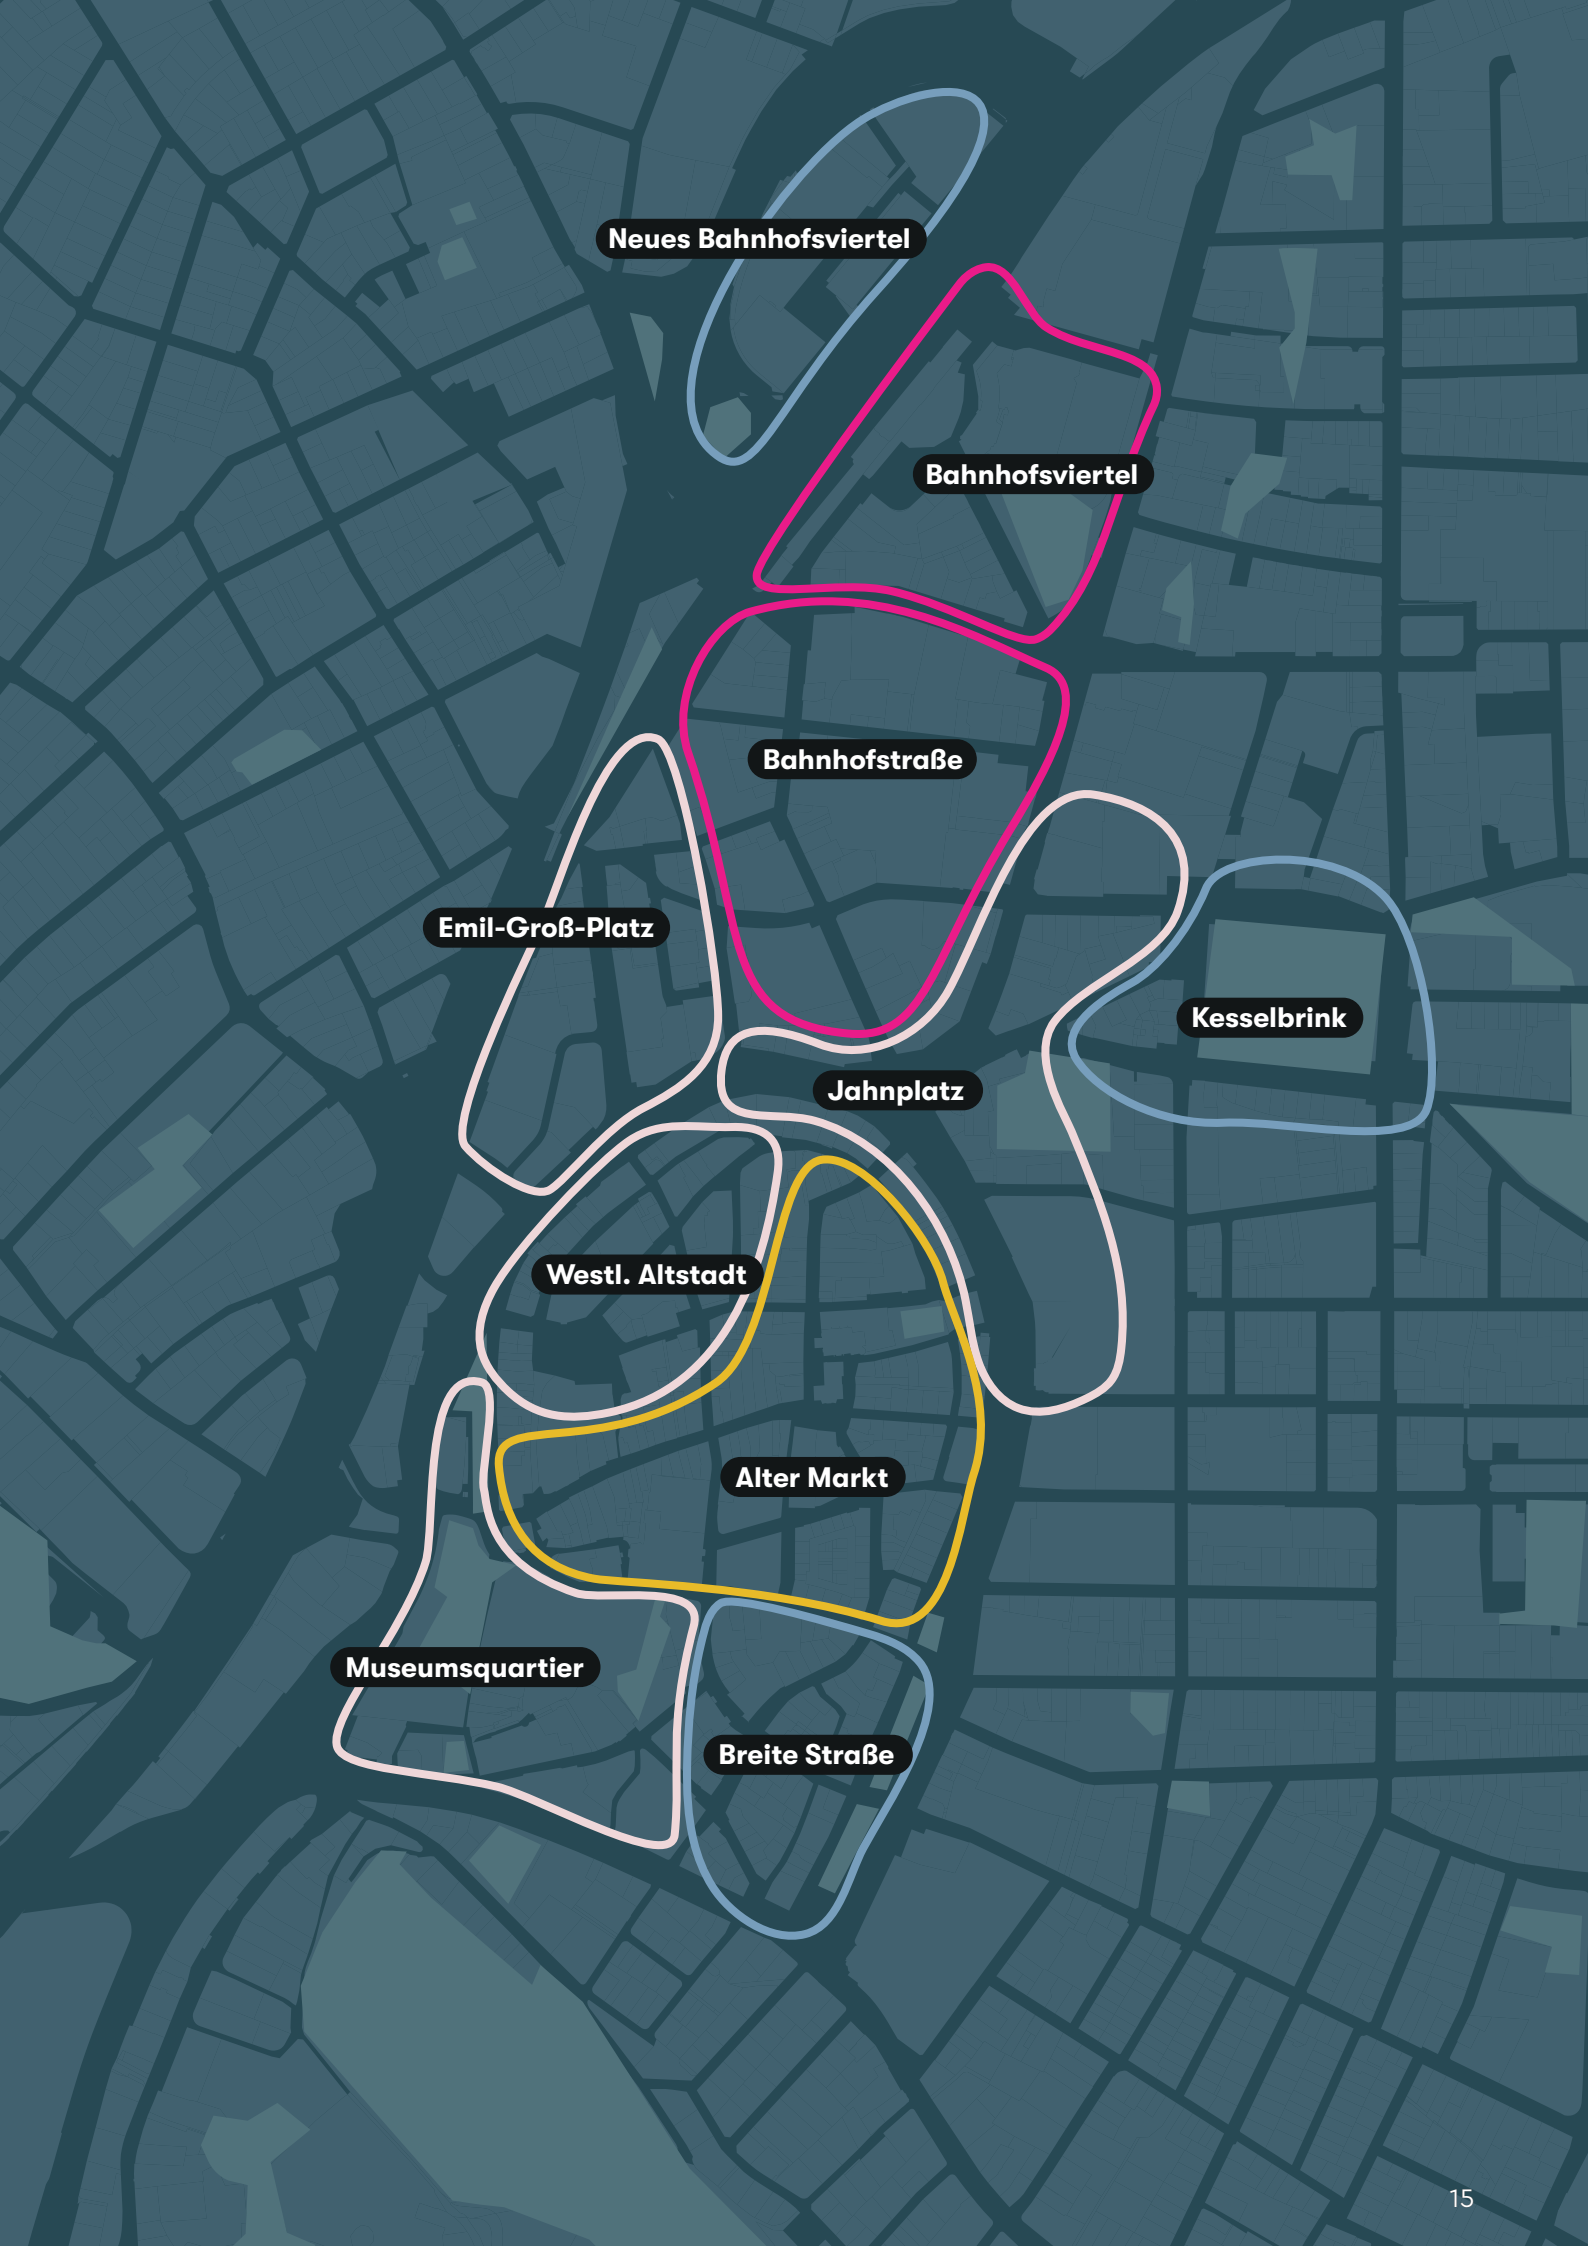 Neues Bahnhofsviertel
Bahnhofsviertel
Bahnhofstraße
Emil-Groß-Platz
Kesselbrink
Jahnplatz
Westl. Altstadt
Alter Markt
Museumsquartier
Breite Straße
15